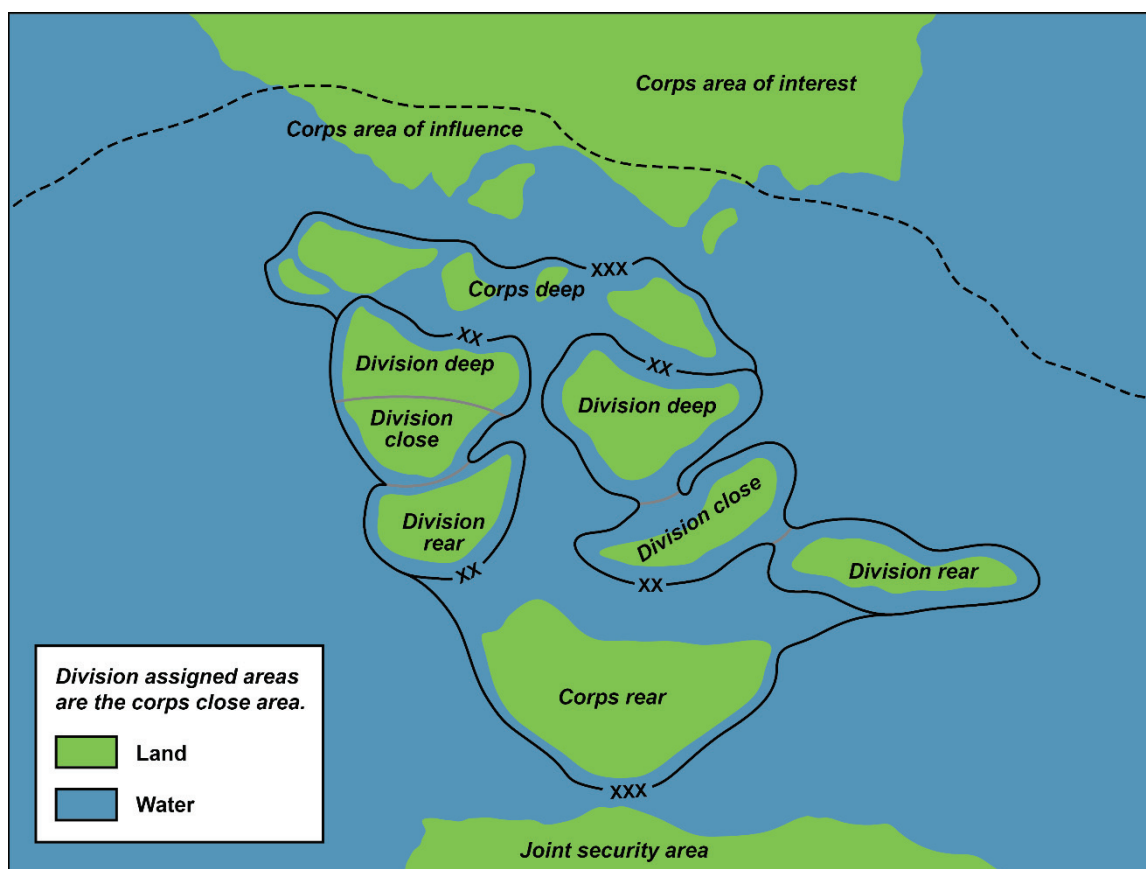 Corps area of interest
Corps area of influence
XXX
Corps deep
XX
XX
Division deep
Division deep
Division
close
Division close
Division
rear
Division rear
XX
XX
Corps rear
Division assigned areas
are the corps close area.
Land
Water
XXX
Joint security area